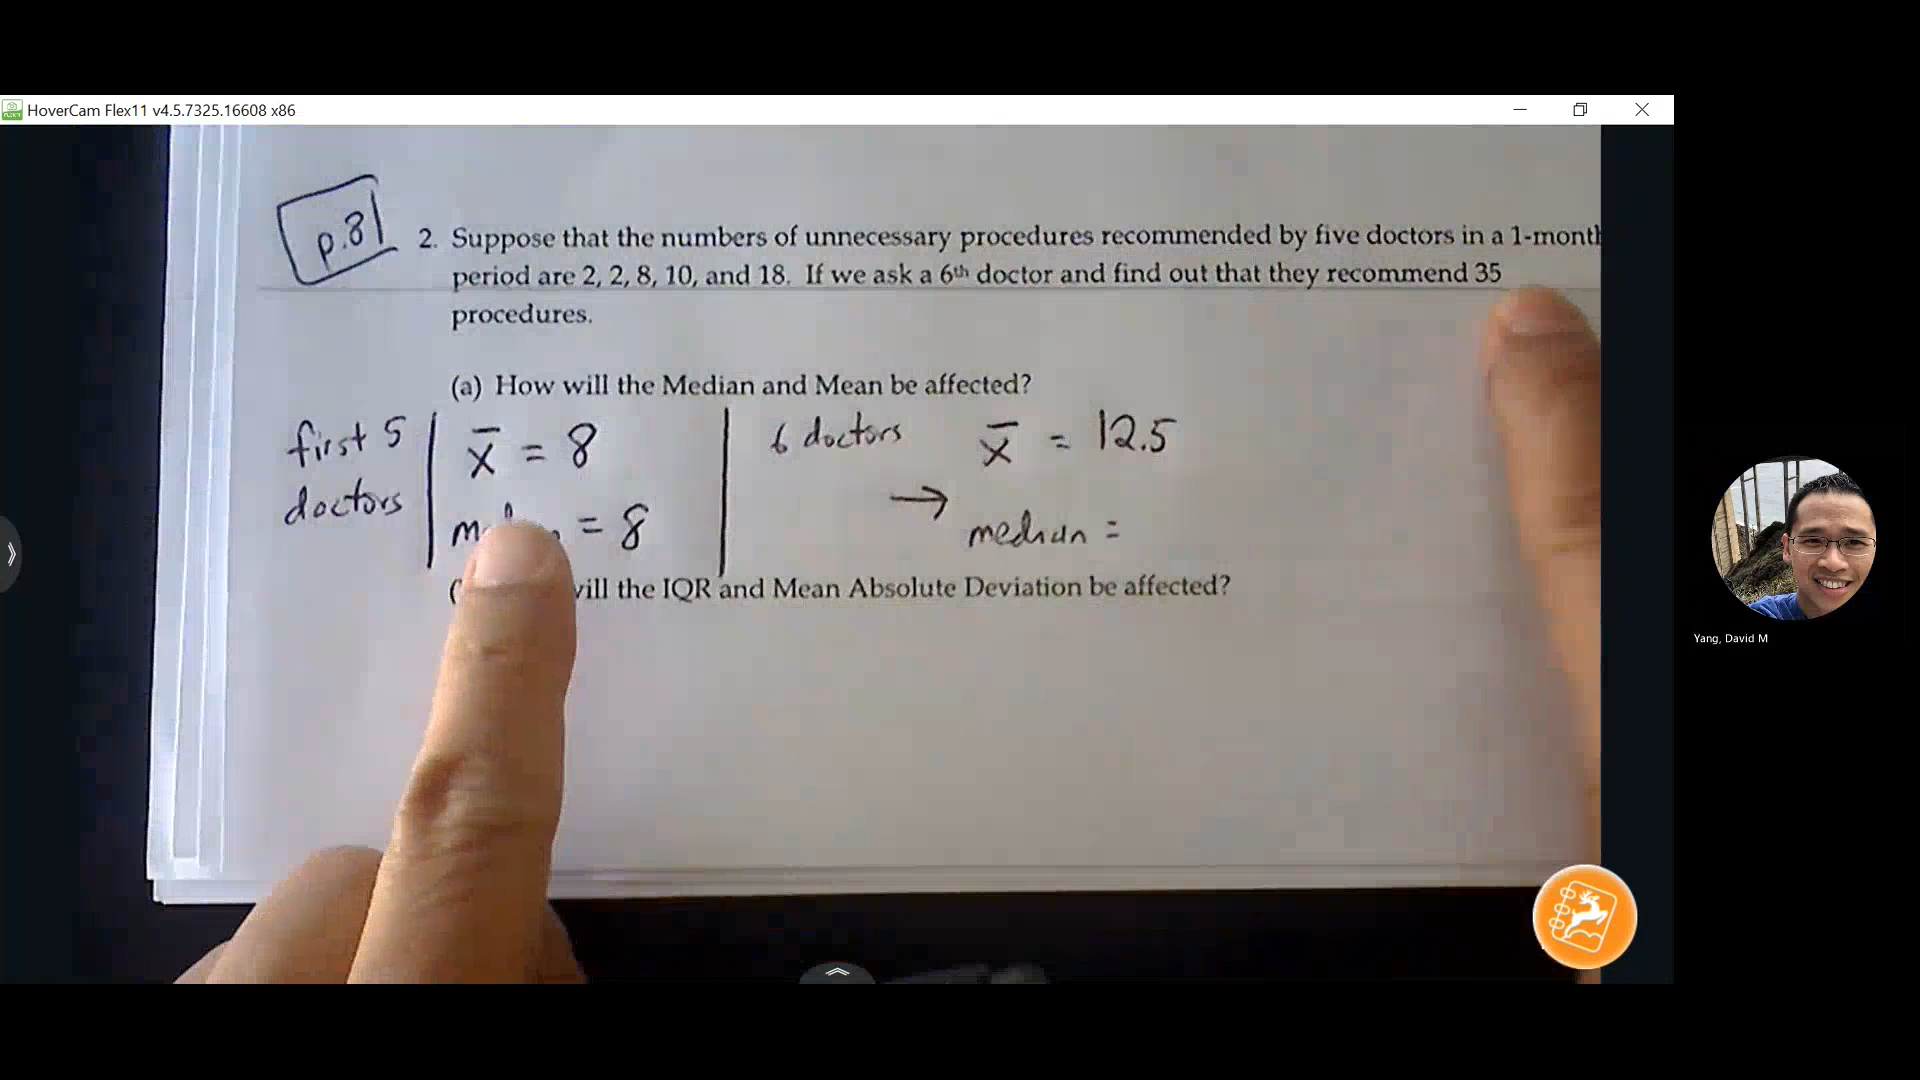 HoverCam Flex11 v4.5.7325.16608 x86
p.81
2. Suppose that the numbers of unnecessary procedures recommended by five doctors in a 1-month
period are 2, 2, 8, 10, and 18. If we ask a 6th doctor and find out that they recommend 35
procedures.
(a) How will the Median and Mean be affected?
first 5 x̄ = 8 6 doctors x̄ = 12.5
doctors = 8 → median =
will the IQR and Mean Absolute Deviation be affected?
Yang, David M